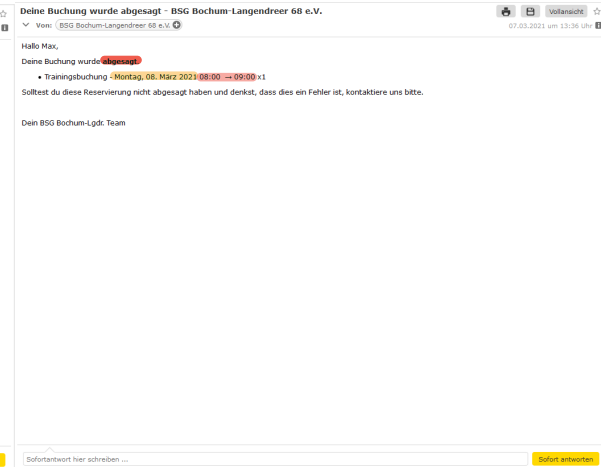 Deine Buchung wurde abgesagt - BSG Bochum-Langendreer 68 e.V.
Vollansicht
Von: BSG Bochum-Langendreer 68 e.V.
07.03.2021 um 13:36 Uhr
Hallo Max,
Deine Buchung wurde abgesagt.
• Trainingsbuchung - Montag, 08. März 2021 08:00 → 09:00 x1
Solltest du diese Reservierung nicht abgesagt haben und denkst, dass dies ein Fehler ist, kontaktiere uns bitte.
Dein BSG Bochum-Lgdr. Team
Sofortantwort hier schreiben ...
Sofort antworten